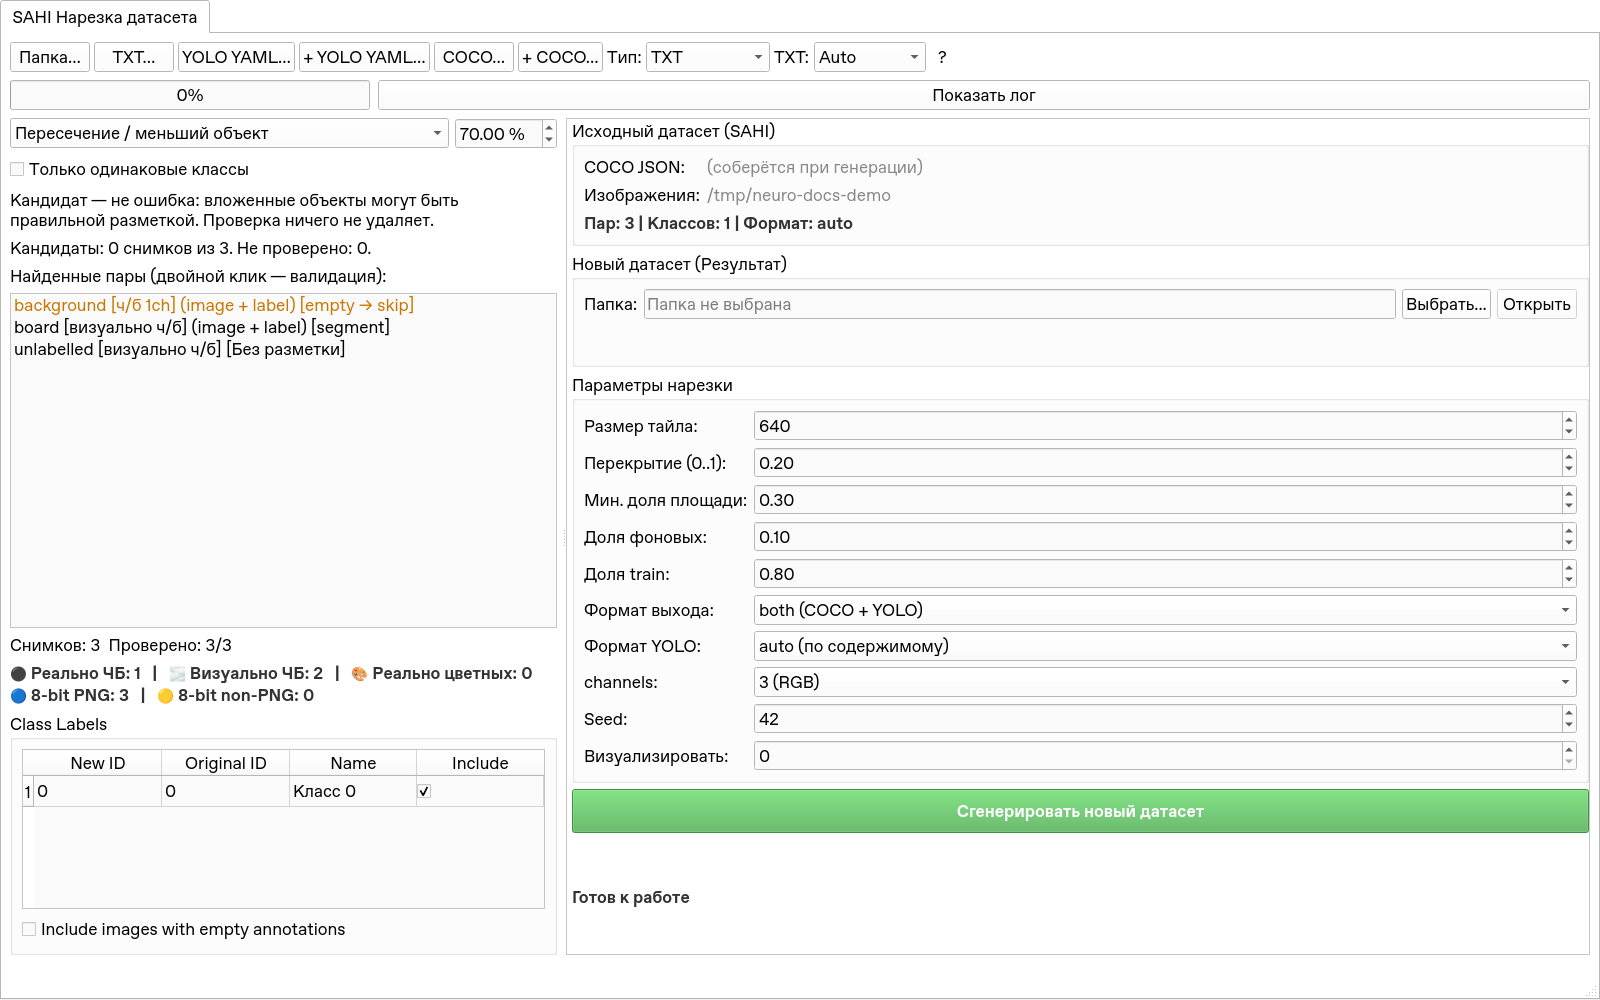 SAHI Нарезка датасета
Папка... TXT... YOLO YAML... + YOLO YAML... COCO... + COCO... Тип: TXT TXT: Auto ?
0% Показать лог
Пересечение / меньший объект 70.00 %
Только одинаковые классы
Кандидат — не ошибка: вложенные объекты могут быть
правильной разметкой. Проверка ничего не удаляет.
Кандидаты: 0 снимков из 3. Не проверено: 0.
Найденные пары (двойной клик — валидация):
background [ч/б 1ch] (image + label) [empty → skip]
board [визуально ч/б] (image + label) [segment]
unlabelled [визуально ч/б] [Без разметки]
Снимков: 3 Проверено: 3/3
Реально ЧБ: 1 | Визуально ЧБ: 2 | Реально цветных: 0
8-bit PNG: 3 | 8-bit non-PNG: 0
Class Labels
New ID Original ID Name Include
1 0 0 Класс 0
Include images with empty annotations
Исходный датасет (SAHI)
COCO JSON: (соберётся при генерации)
Изображения: /tmp/neuro-docs-demo
Пар: 3 | Классов: 1 | Формат: auto
Новый датасет (Результат)
Папка: Папка не выбрана Выбрать... Открыть
Параметры нарезки
Размер тайла: 640
Перекрытие (0..1): 0.20
Мин. доля площади: 0.30
Доля фоновых: 0.10
Доля train: 0.80
Формат выхода: both (COCO + YOLO)
Формат YOLO: auto (по содержимому)
channels: 3 (RGB)
Seed: 42
Визуализировать: 0
Сгенерировать новый датасет
Готов к работе